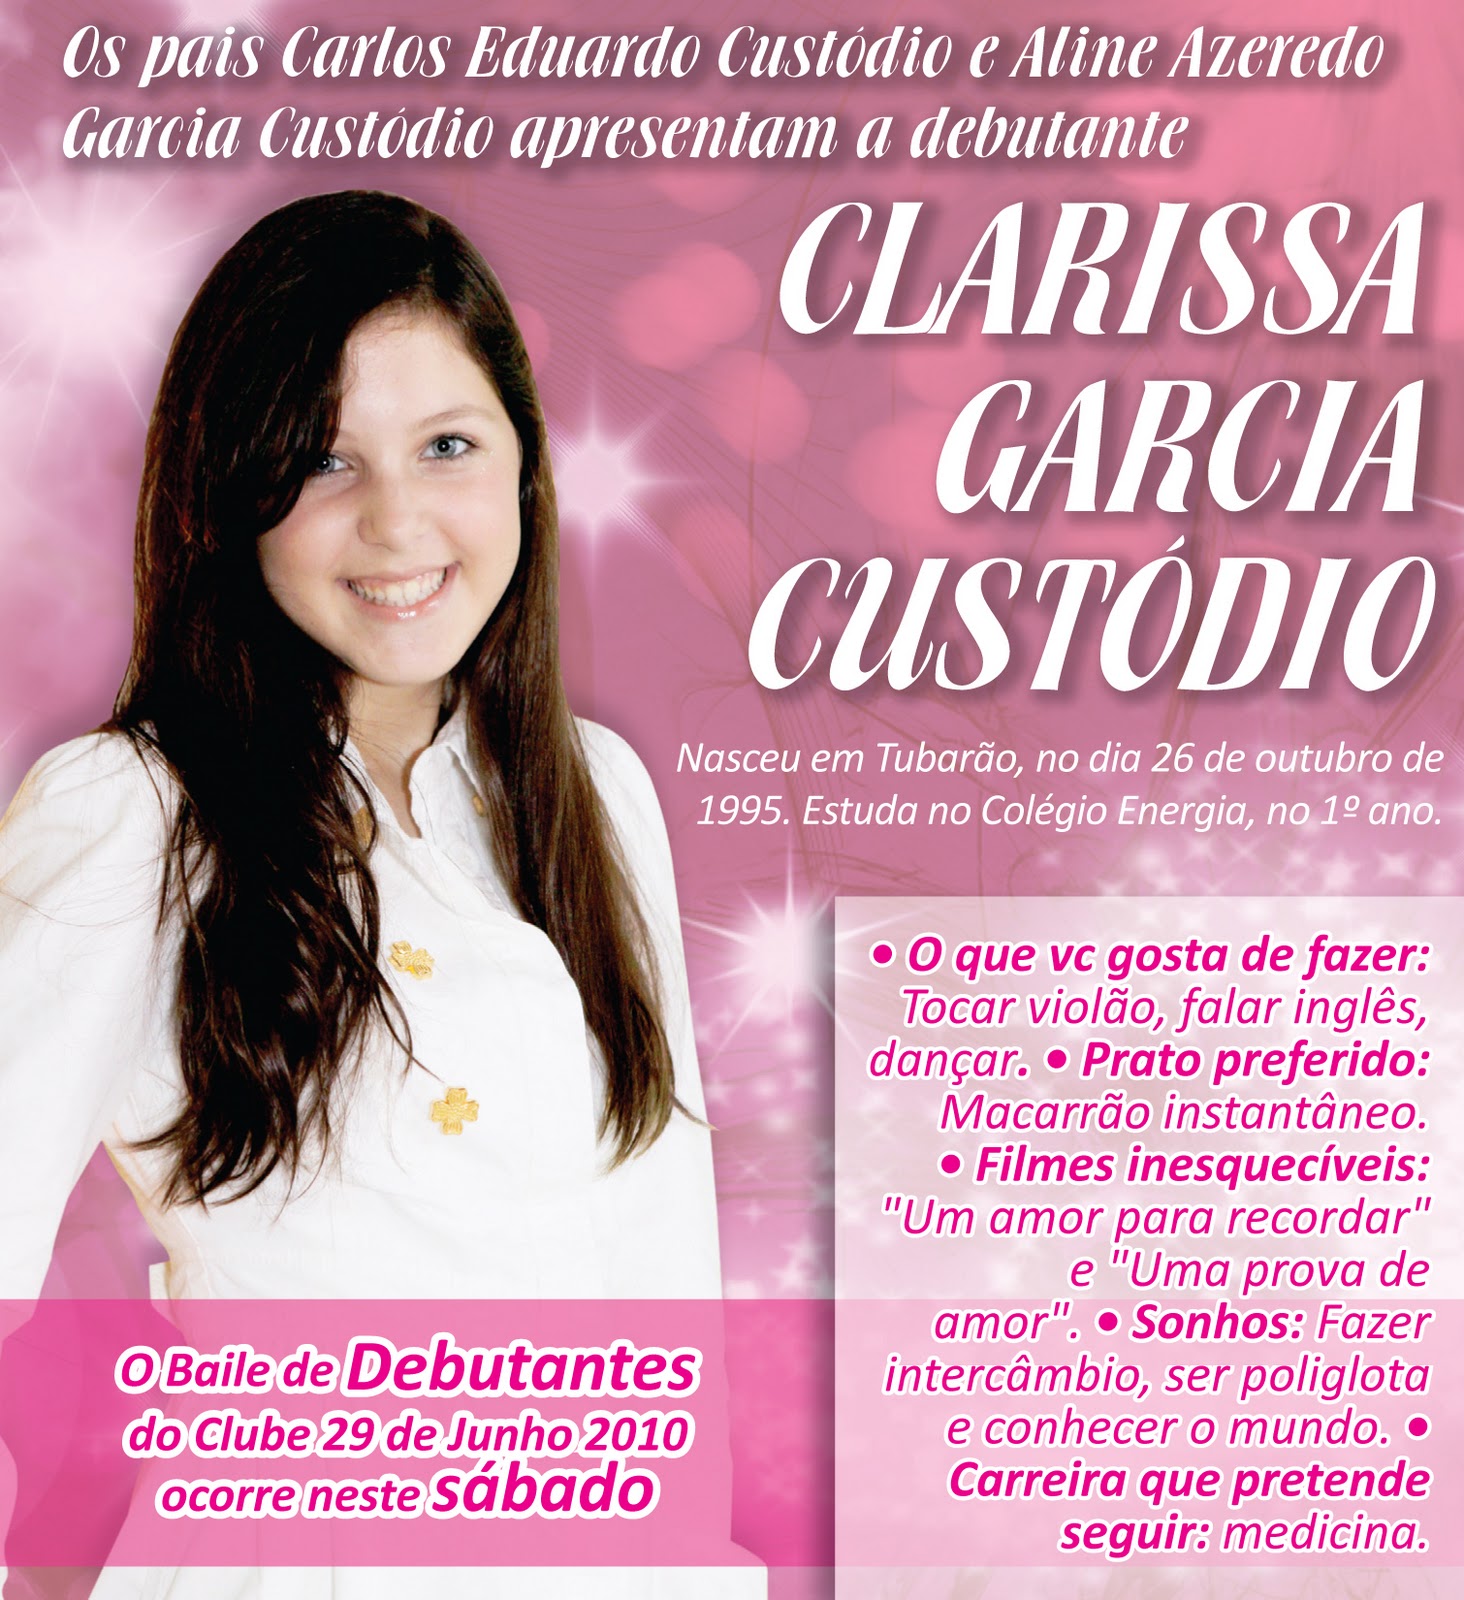 Os pais Carlos Eduardo Custódio e Aline Azeredo
Garcia Custódio apresentam a debutante
CLARISSA
GARCIA
CUSTÓDIO
Nasceu em Tubarão, no dia 26 de outubro de
1995. Estuda no Colégio Energia, no 1º ano.
• O que vc gosta de fazer:
Tocar violão, falar inglês,
dançar. • Prato preferido:
Macarrão instantâneo.
• Filmes inesquecíveis:
"Um amor para recordar"
e "Uma prova de
amor". • Sonhos: Fazer
intercâmbio, ser poliglota
e conhecer o mundo. •
Carreira que pretende
seguir: medicina.
O Baile de Debutantes
do Clube 29 de Junho 2010
ocorre neste sábado